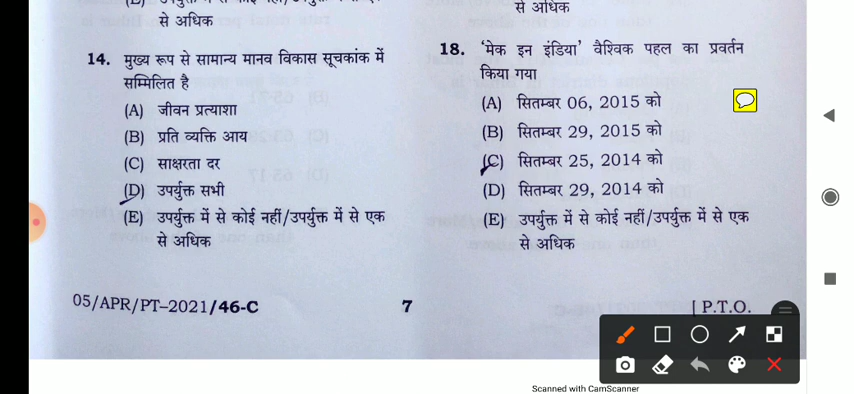 से अधिक
14. मुख्य रूप से सामान्य मानव विकास सूचकांक में
सम्मिलित है
(A) जीवन प्रत्याशा
(B) प्रति व्यक्ति आय
(C) साक्षरता दर
(D) उपर्युक्त सभी
(E) उपर्युक्त में से कोई नहीं/उपर्युक्त में से एक
से अधिक
से अधिक
18. ‘मेक इन इंडिया’ वैश्विक पहल का प्रवर्तन
किया गया
(A) सितम्बर 06, 2015 को
(B) सितम्बर 29, 2015 को
(C) सितम्बर 25, 2014 को
(D) सितम्बर 29, 2014 को
(E) उपर्युक्त में से कोई नहीं/उपर्युक्त में से एक
से अधिक
05/APR/PT–2021/46-C
7
[ P.T.O.
Scanned with CamScanner